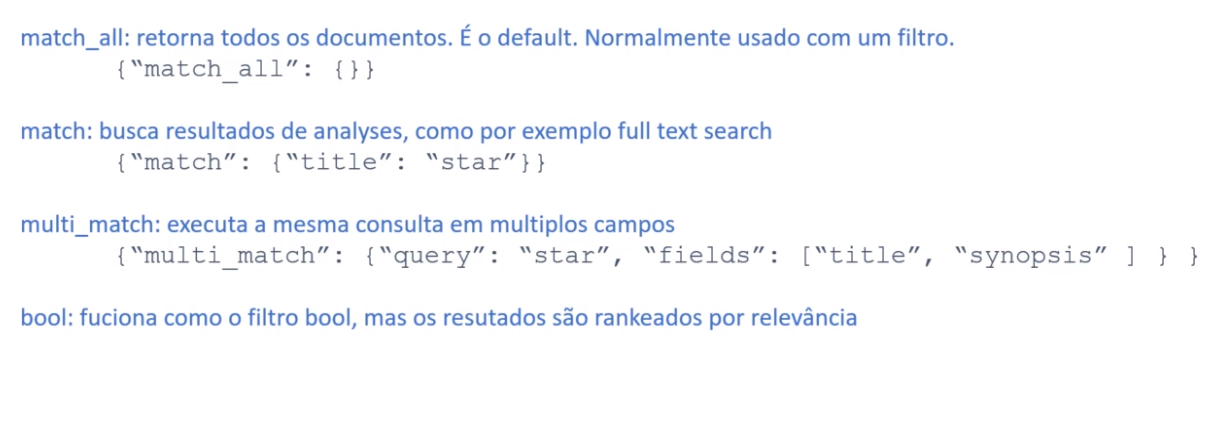 match_all: retorna todos os documentos. É o default. Normalmente usado com um filtro.
{“match_all”: {}}
match: busca resultados de analyses, como por exemplo full text search
{“match”: {“title”: “star”}}
multi_match: executa a mesma consulta em multiplos campos
{“multi_match”: {“query”: “star”, “fields”: [“title”, “synopsis” ] } }
bool: fuciona como o filtro bool, mas os resutados são rankeados por relevância